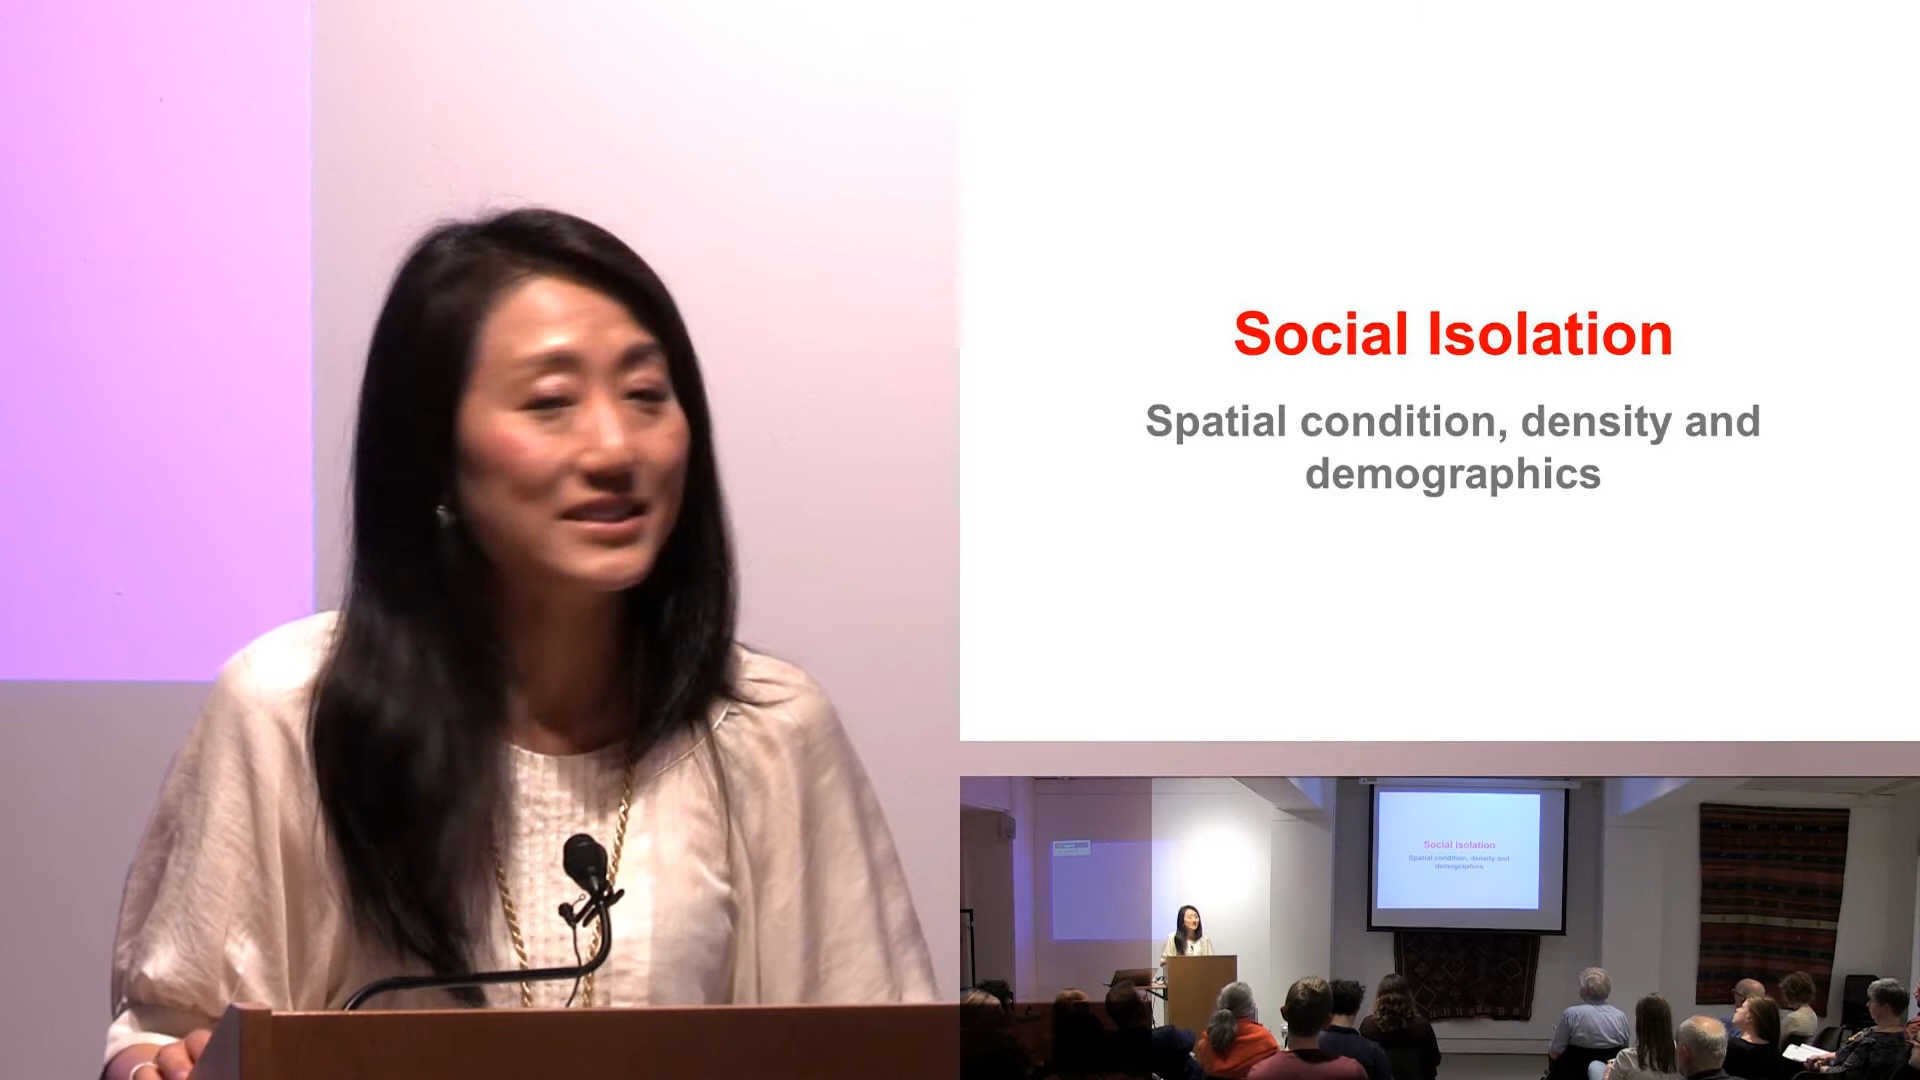 Social Isolation
Spatial condition, density and
demographics
Social Isolation
Spatial condition, density and
demographics